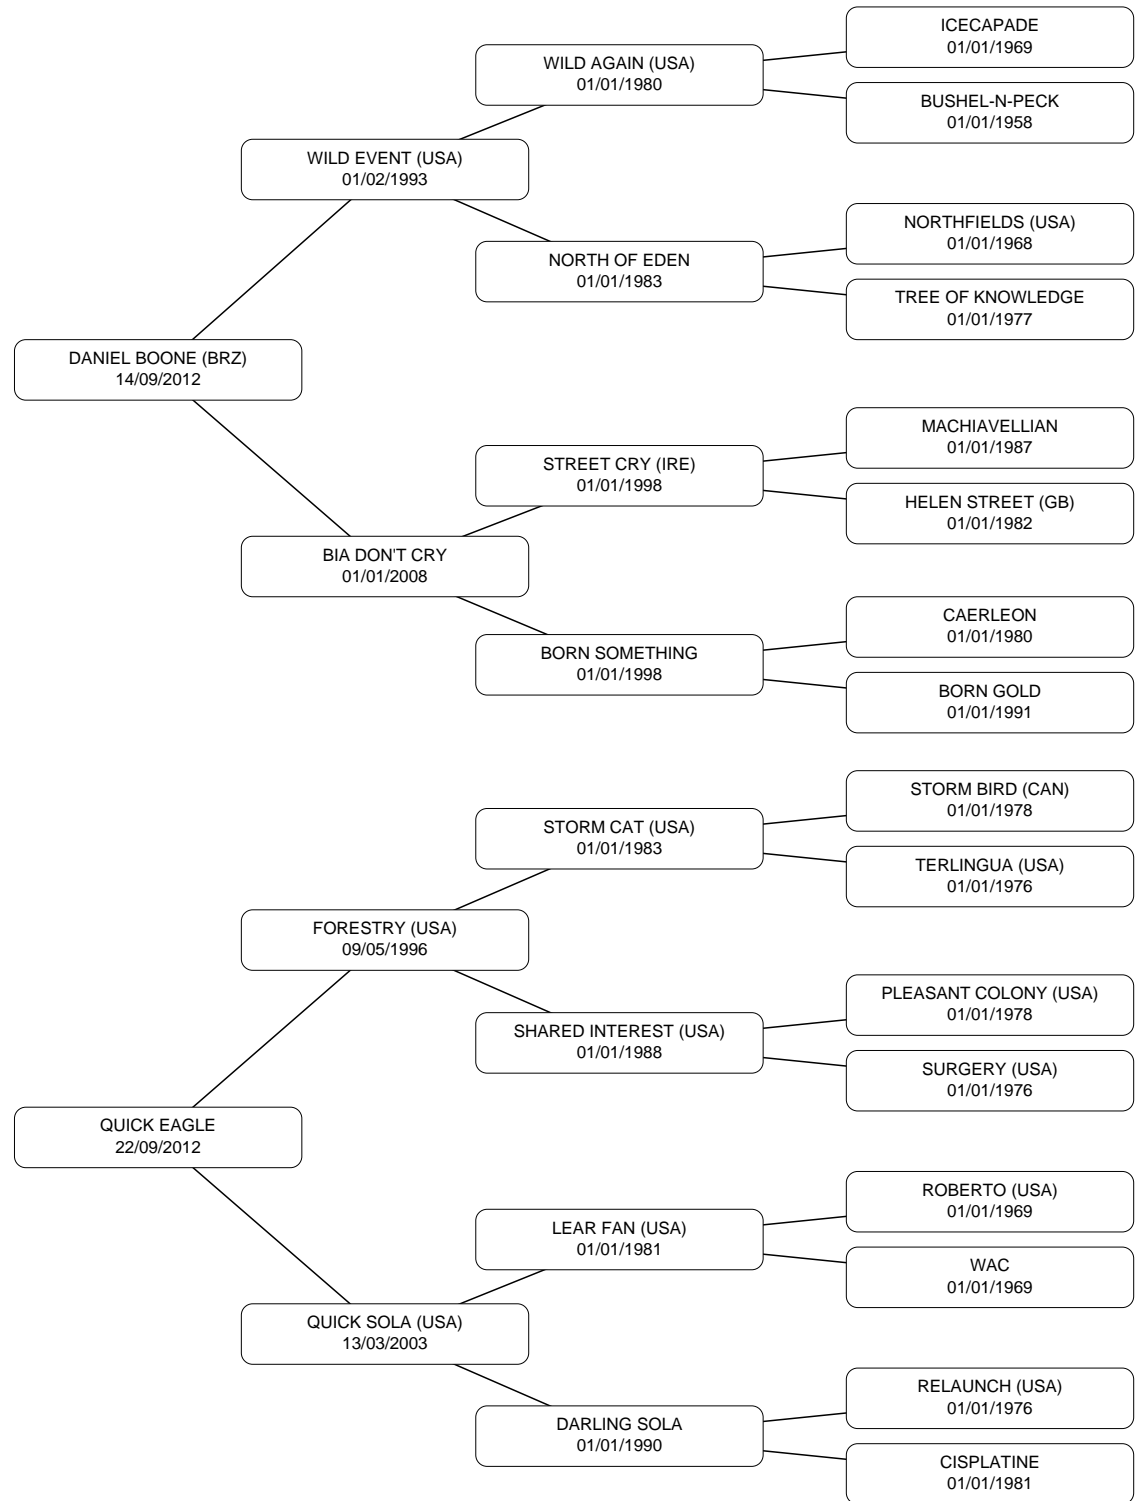 ICECAPADE
01/01/1969
WILD AGAIN (USA)
01/01/1980
BUSHEL-N-PECK
01/01/1958
WILD EVENT (USA)
01/02/1993
NORTHFIELDS (USA)
01/01/1968
NORTH OF EDEN
01/01/1983
TREE OF KNOWLEDGE
01/01/1977
DANIEL BOONE (BRZ)
14/09/2012
MACHIAVELLIAN
01/01/1987
STREET CRY (IRE)
01/01/1998
HELEN STREET (GB)
01/01/1982
BIA DON'T CRY
01/01/2008
CAERLEON
01/01/1980
BORN SOMETHING
01/01/1998
BORN GOLD
01/01/1991
STORM BIRD (CAN)
01/01/1978
STORM CAT (USA)
01/01/1983
TERLINGUA (USA)
01/01/1976
FORESTRY (USA)
09/05/1996
PLEASANT COLONY (USA)
01/01/1978
SHARED INTEREST (USA)
01/01/1988
SURGERY (USA)
01/01/1976
QUICK EAGLE
22/09/2012
ROBERTO (USA)
01/01/1969
LEAR FAN (USA)
01/01/1981
WAC
01/01/1969
QUICK SOLA (USA)
13/03/2003
RELAUNCH (USA)
01/01/1976
DARLING SOLA
01/01/1990
CISPLATINE
01/01/1981